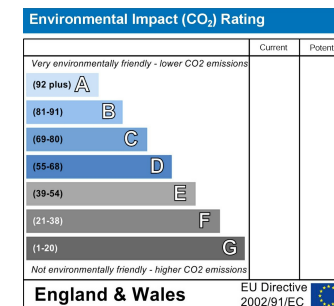 Environmental Impact (CO₂) Rating
Current Potent
Very environmentally friendly - lower CO2 emissions
(92 plus) A
(81-91) B
(69-80) C
(55-68) D
(39-54) E
(21-38) F
(1-20) G
Not environmentally friendly - higher CO2 emissions
England & Wales
EU Directive
2002/91/EC